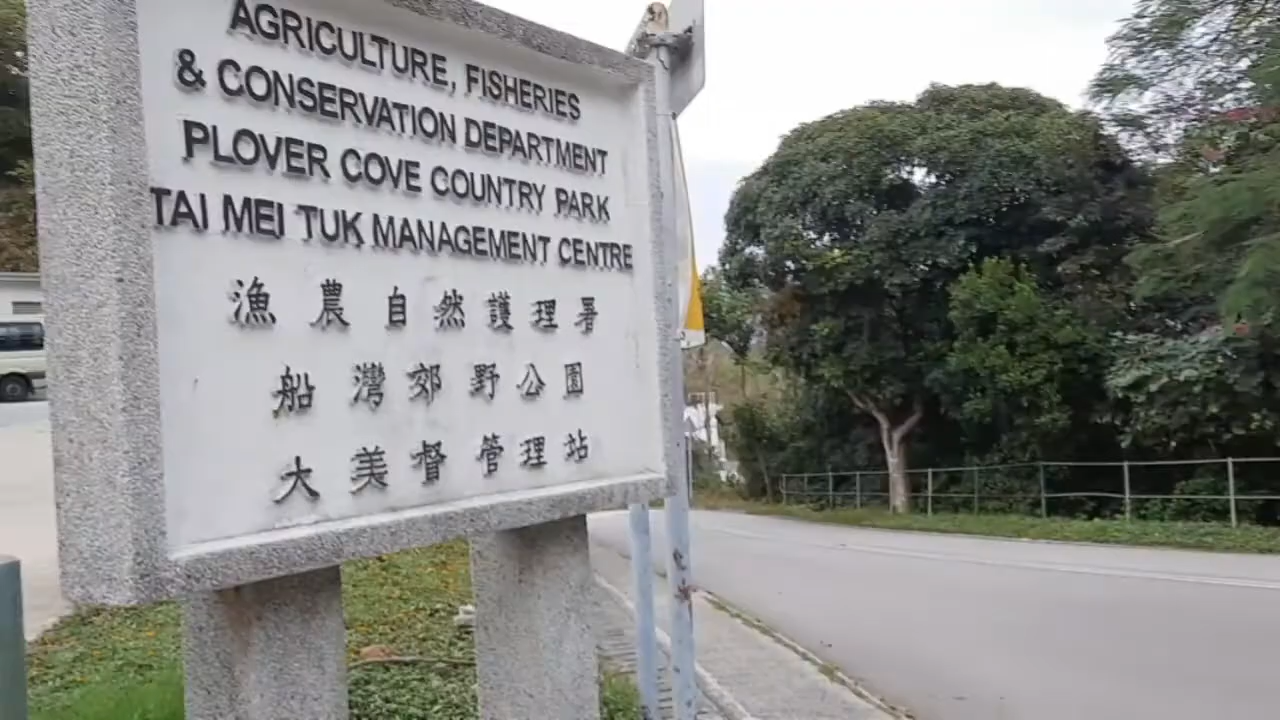 AGRICULTURE, FISHERIES
& CONSERVATION DEPARTMENT
PLOVER COVE COUNTRY PARK
TAI MEI TUK MANAGEMENT CENTRE
漁農自然護理署
船灣郊野公園
大美督管理站